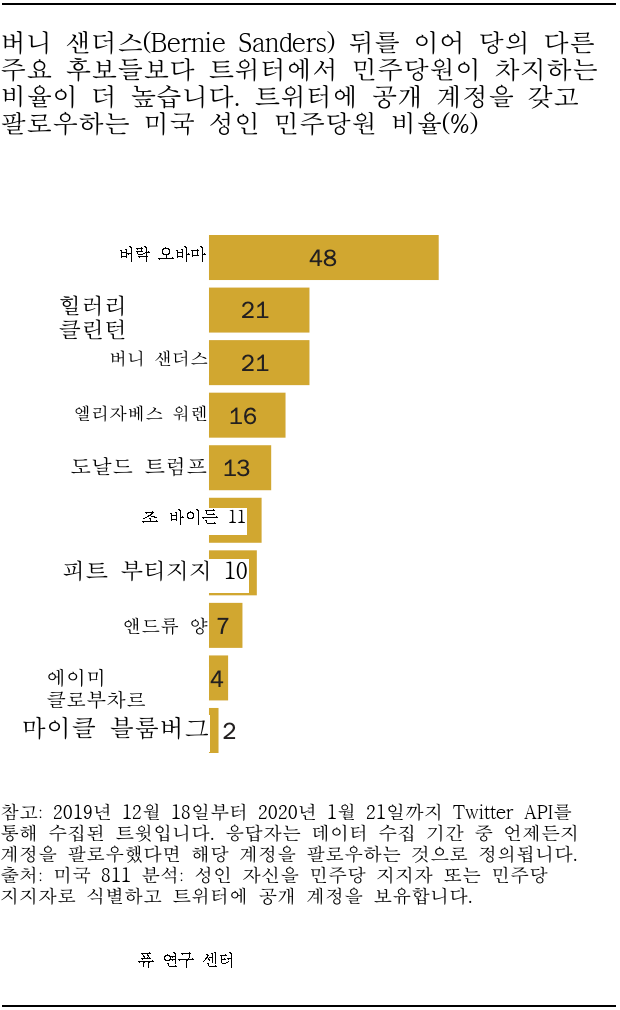 버니 샌더스(Bernie Sanders) 뒤를 이어 당의 다른
주요 후보들보다 트위터에서 민주당원이 차지하는
비율이 더 높습니다. 트위터에 공개 계정을 갖고
팔로우하는 미국 성인 민주당원 비율(%)
버락 오바마 48
힐러리
클린턴 21
버니 샌더스 21
엘리자베스 워렌 16
도날드 트럼프 13
조 바이든 11
피트 부티지지 10
앤드류 양 7
에이미
클로부차르 4
마이클 블룸버그 2
참고: 2019년 12월 18일부터 2020년 1월 21일까지 Twitter API를
통해 수집된 트윗입니다. 응답자는 데이터 수집 기간 중 언제든지
계정을 팔로우했다면 해당 계정을 팔로우하는 것으로 정의됩니다.
출처: 미국 811 분석: 성인 자신을 민주당 지지자 또는 민주당
지지자로 식별하고 트위터에 공개 계정을 보유합니다.
퓨 연구 센터